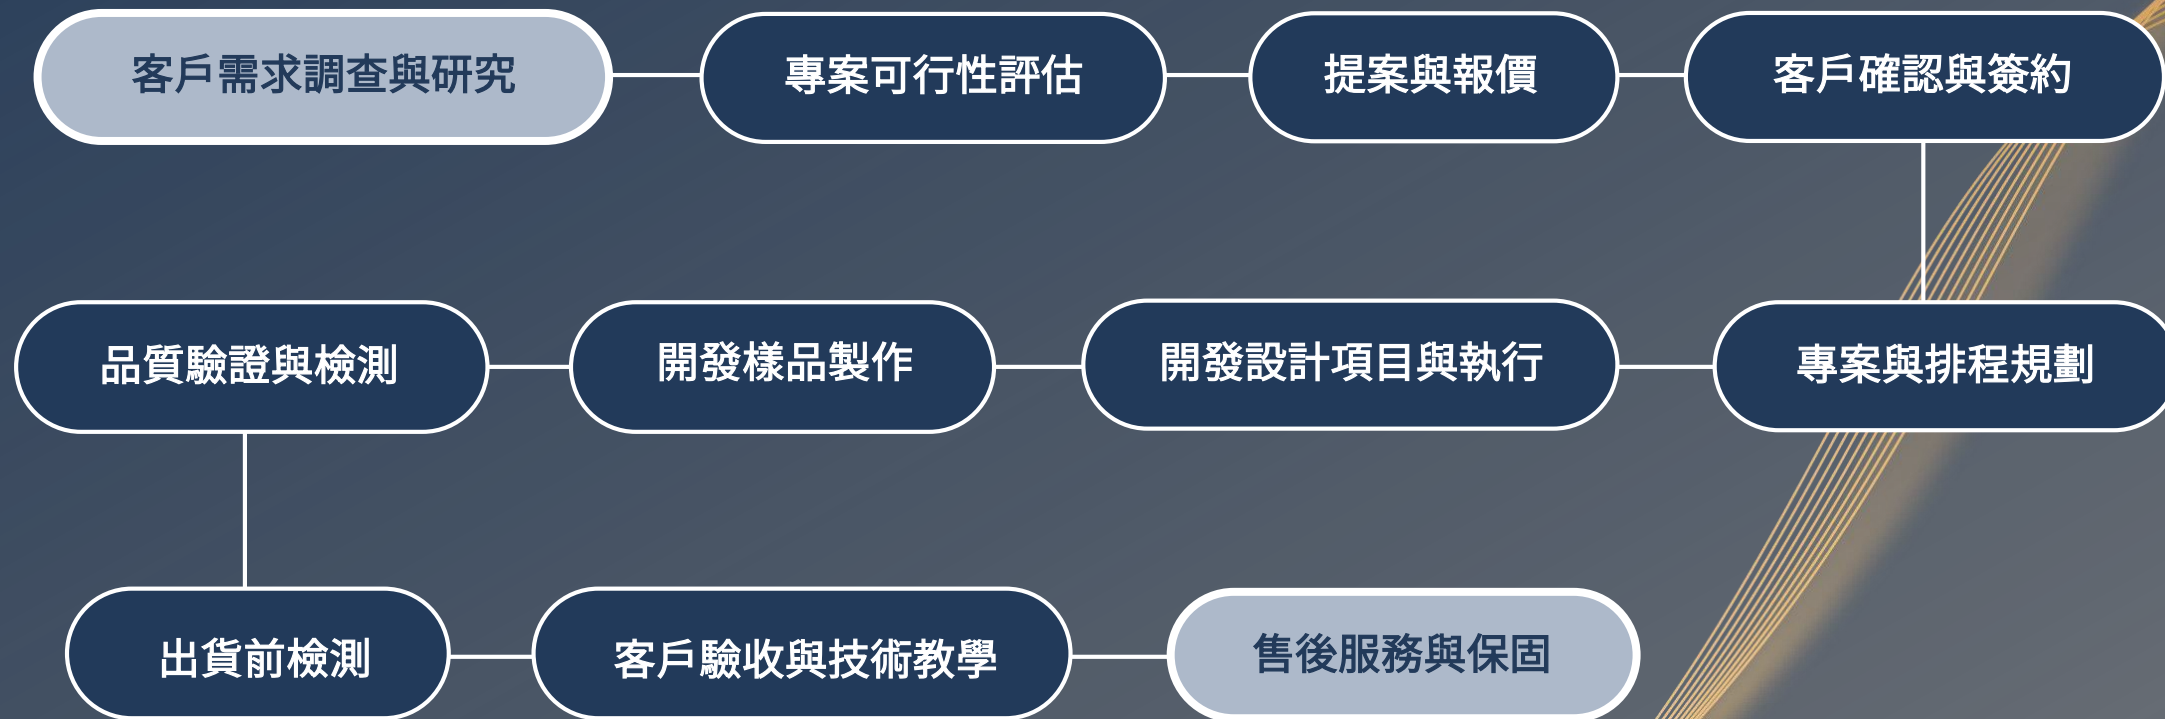 客戶需求調查與研究
專案可行性評估
提案與報價
客戶確認與簽約
品質驗證與檢測
開發樣品製作
開發設計項目與執行
專案與排程規劃
出貨前檢測
客戶驗收與技術教學
售後服務與保固